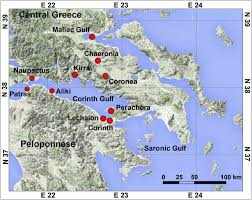 E 22 E 23 E 24
Central Greece
N 39 N 39
Maliac Gulf
Chaeronia
Naupactus Kirra
Coronea
N 38 N 38
Patras Aliki
Corinth Gulf
Perachora
Lechaion
Corinth
Saronic Gulf
Peloponnese
N 37 N 37
0 50 100 km
E 22 E 23 E 24